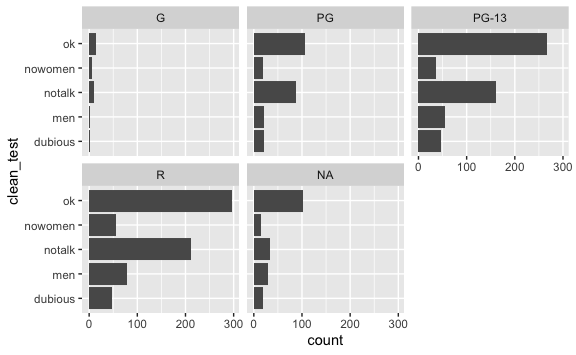 G PG PG-13
ok
nowomen
notalk
men
dubious
0 100 200 300
R NA
ok
nowomen
notalk
men
dubious
0 100 200 300 0 100 200 300
count
clean_test